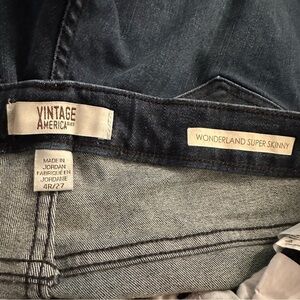 VINTAGE
AMERICA
WONDERLAND SUPER SKINNY
MADE IN
JORDAN
FABRIQUE EN
JORDANIE
4R/27